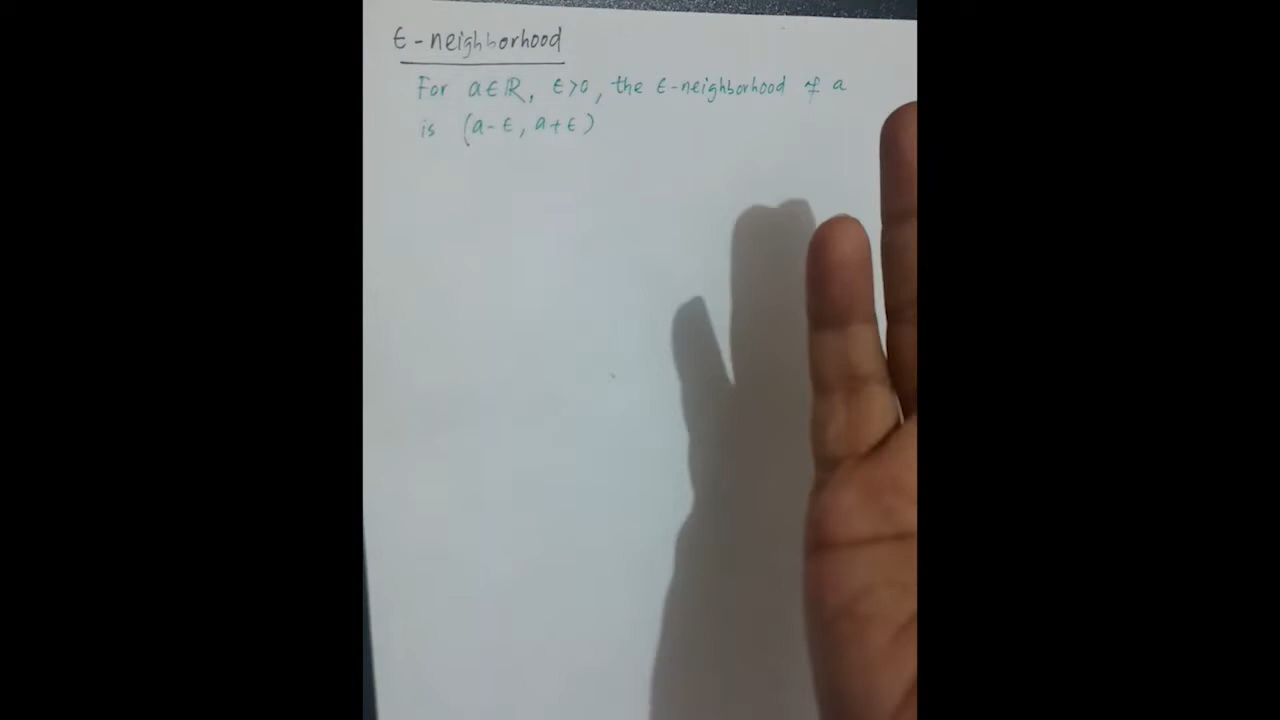 ϵ-neighborhood
For a∈ℝ, ϵ>0, the ϵ-neighborhood of a
is (a-ϵ, a+ϵ)